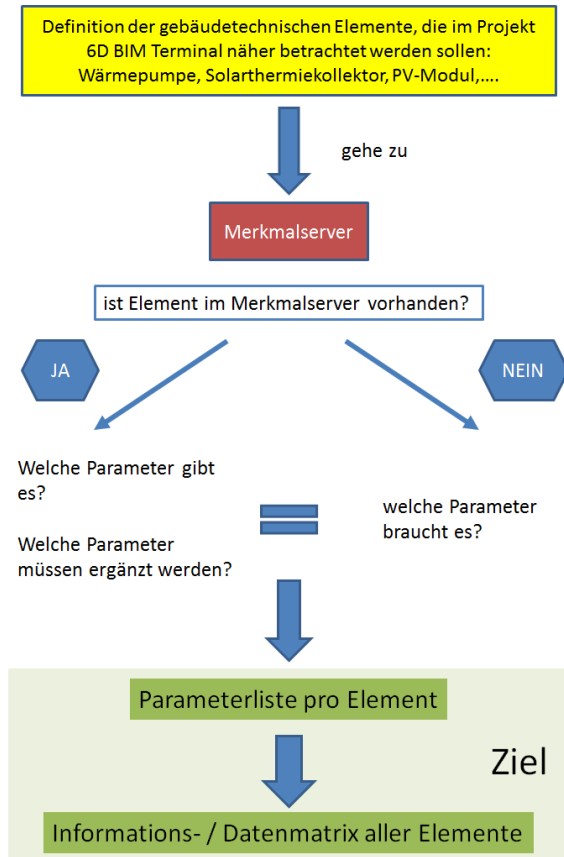 Definition der gebäudetechnischen Elemente, die im Projekt
6D BIM Terminal näher betrachtet werden sollen:
Wärmepumpe, Solarthermiekollektor, PV-Modul,....
gehe zu
Merkmalserver
ist Element im Merkmalserver vorhanden?
JA
NEIN
Welche Parameter gibt
es?
Welche Parameter
müssen ergänzt werden?
welche Parameter
braucht es?
Parameterliste pro Element
Ziel
Informations- / Datenmatrix aller Elemente